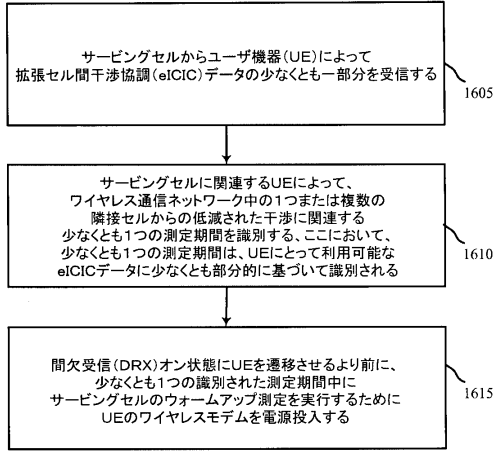 サービングセルからユーザ機器(UE)によって
拡張セル間干渉協調(eICIC)データの少なくとも一部分を受信する
1605
サービングセルに関連するUEによって、
ワイヤレス通信ネットワーク中の1つまたは複数の
隣接セルからの低減された干渉に関連する
少なくとも1つの測定期間を識別する、ここにおいて、
少なくとも1つの測定期間は、UEにとって利用可能な
eICICデータに少なくとも部分的に基づいて識別される
1610
間欠受信(DRX)オン状態にUEを遷移させるより前に、
少なくとも1つの識別された測定期間中に
サービングセルのウォームアップ測定を実行するために
UEのワイヤレスモデムを電源投入する
1615